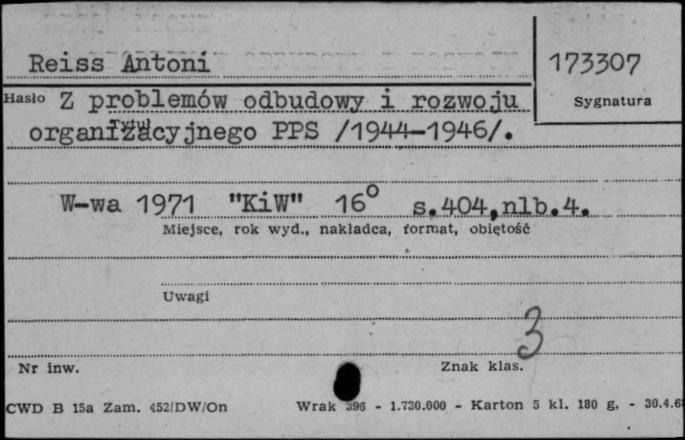 Reiss Antoni
173307
Hasło Z problemów odbudowy i rozwoju
Sygnatura
Tytuł
organizacyjnego PPS /1944-1946/.
W-wa 1971 "KiW" 16° s.404,nlb.4.
Miejsce, rok wyd., nakładca, format, objętość
Uwagi
3
Nr inw.
Znak klas.
CWD B 15a Zam. 452/DW/On Wrak 396 - 1.730.000 - Karton 5 kl. 180 g. - 30.4.6